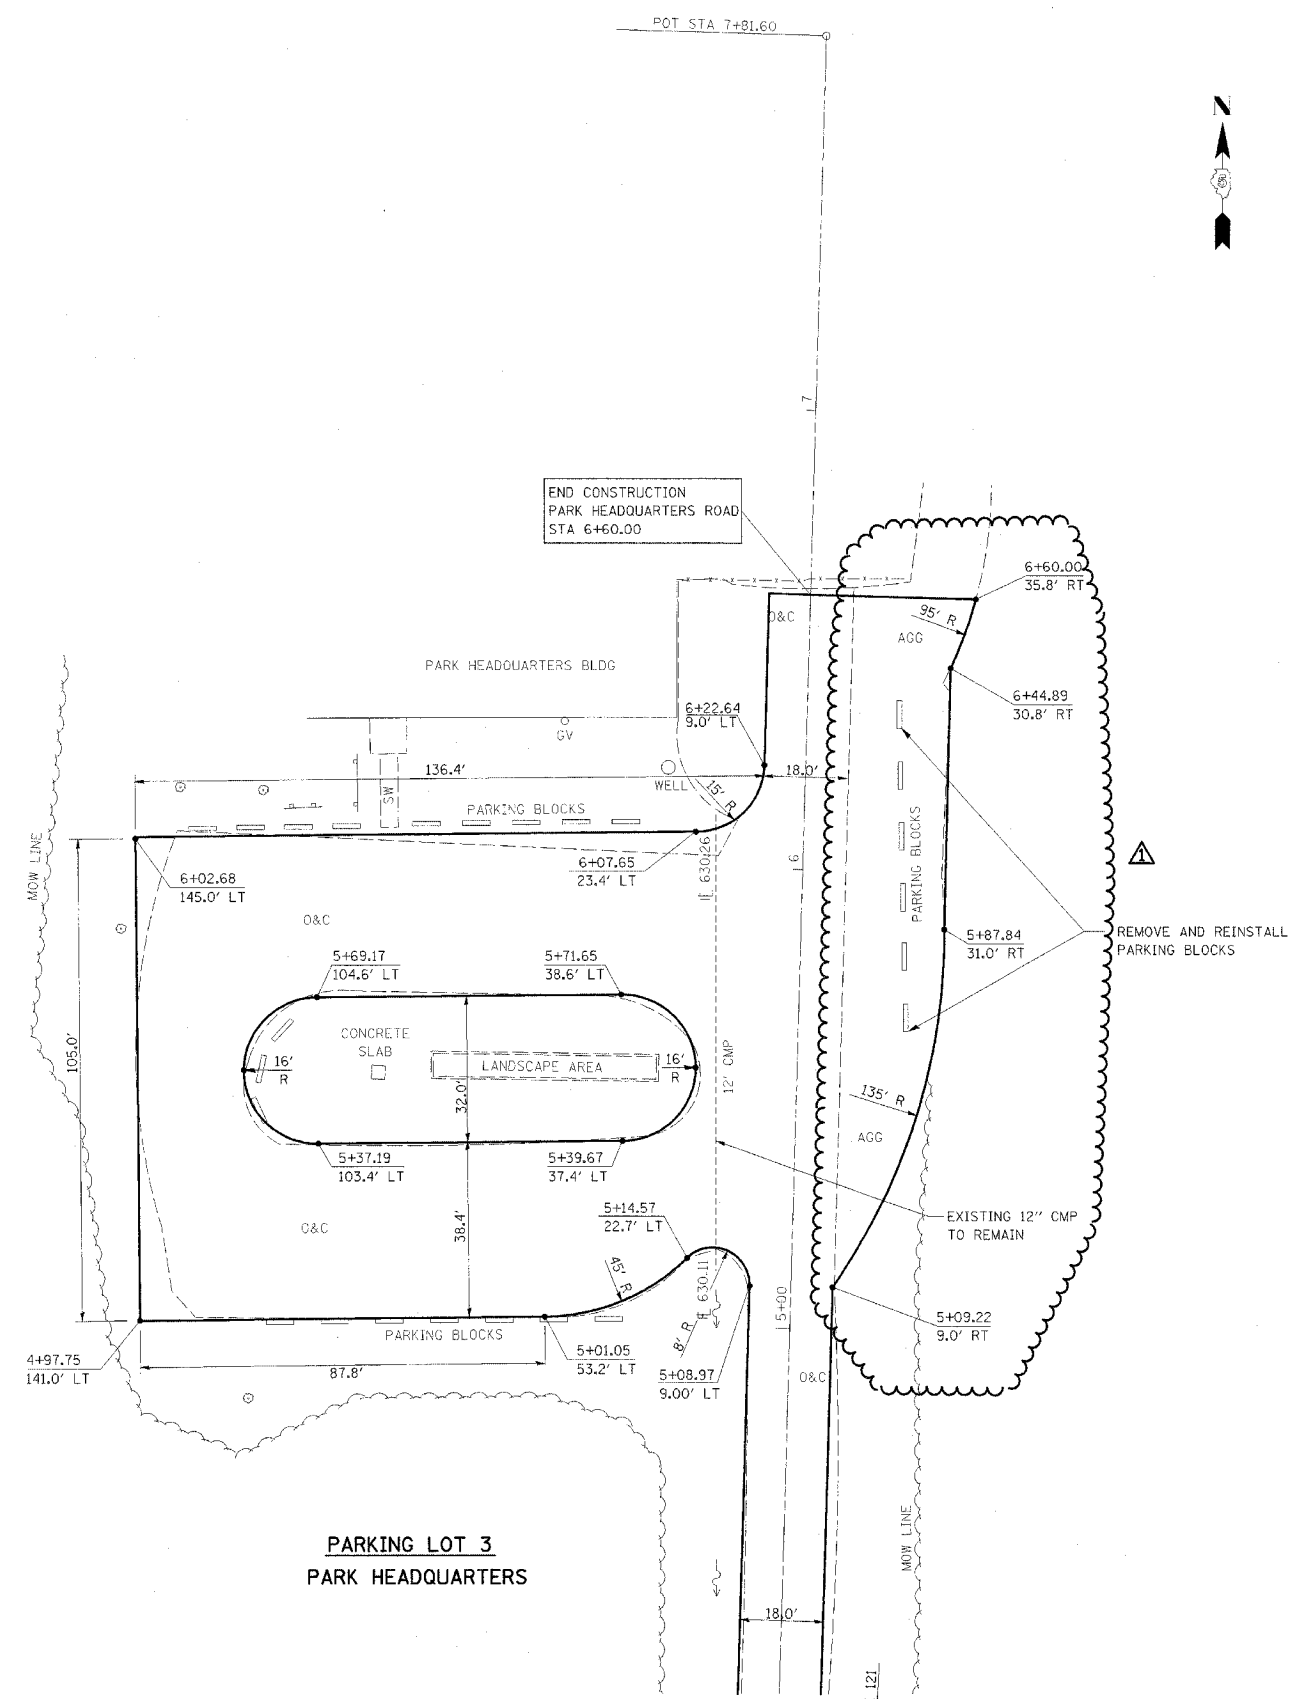 POT STA 7+81.60
N
7
END CONSTRUCTION
PARK HEADQUARTERS ROAD
STA 6+60.00
6+60.00
35.8' RT
95' R
O&C
AGG
PARK HEADQUARTERS BLDG
6+44.89
30.8' RT
6+22.64
9.0' LT
GV
136.4'
18.0'
WELL
15' R
SW
PARKING BLOCKS
PARKING BLOCKS
MOW LINE
6+02.68
145.0' LT
6+07.65
23.4' LT
630.26
6
1
O&C
5+87.84
31.0' RT
REMOVE AND REINSTALL
PARKING BLOCKS
5+69.17
104.6' LT
5+71.65
38.6' LT
CONCRETE
SLAB
LANDSCAPE AREA
16'
R
16'
R
105.0'
32.0'
12' CMP
135' R
AGG
5+37.19
103.4' LT
5+39.67
37.4' LT
O&C
38.4'
5+14.57
22.7' LT
EXISTING 12" CMP
TO REMAIN
45' R
630.11
8' R
5+00
PARKING BLOCKS
5+09.22
9.0' RT
4+97.75
141.0' LT
87.8'
5+01.05
53.2' LT
5+08.97
9.00' LT
O&C
MOW LINE
PARKING LOT 3
PARK HEADQUARTERS
18.0'
121